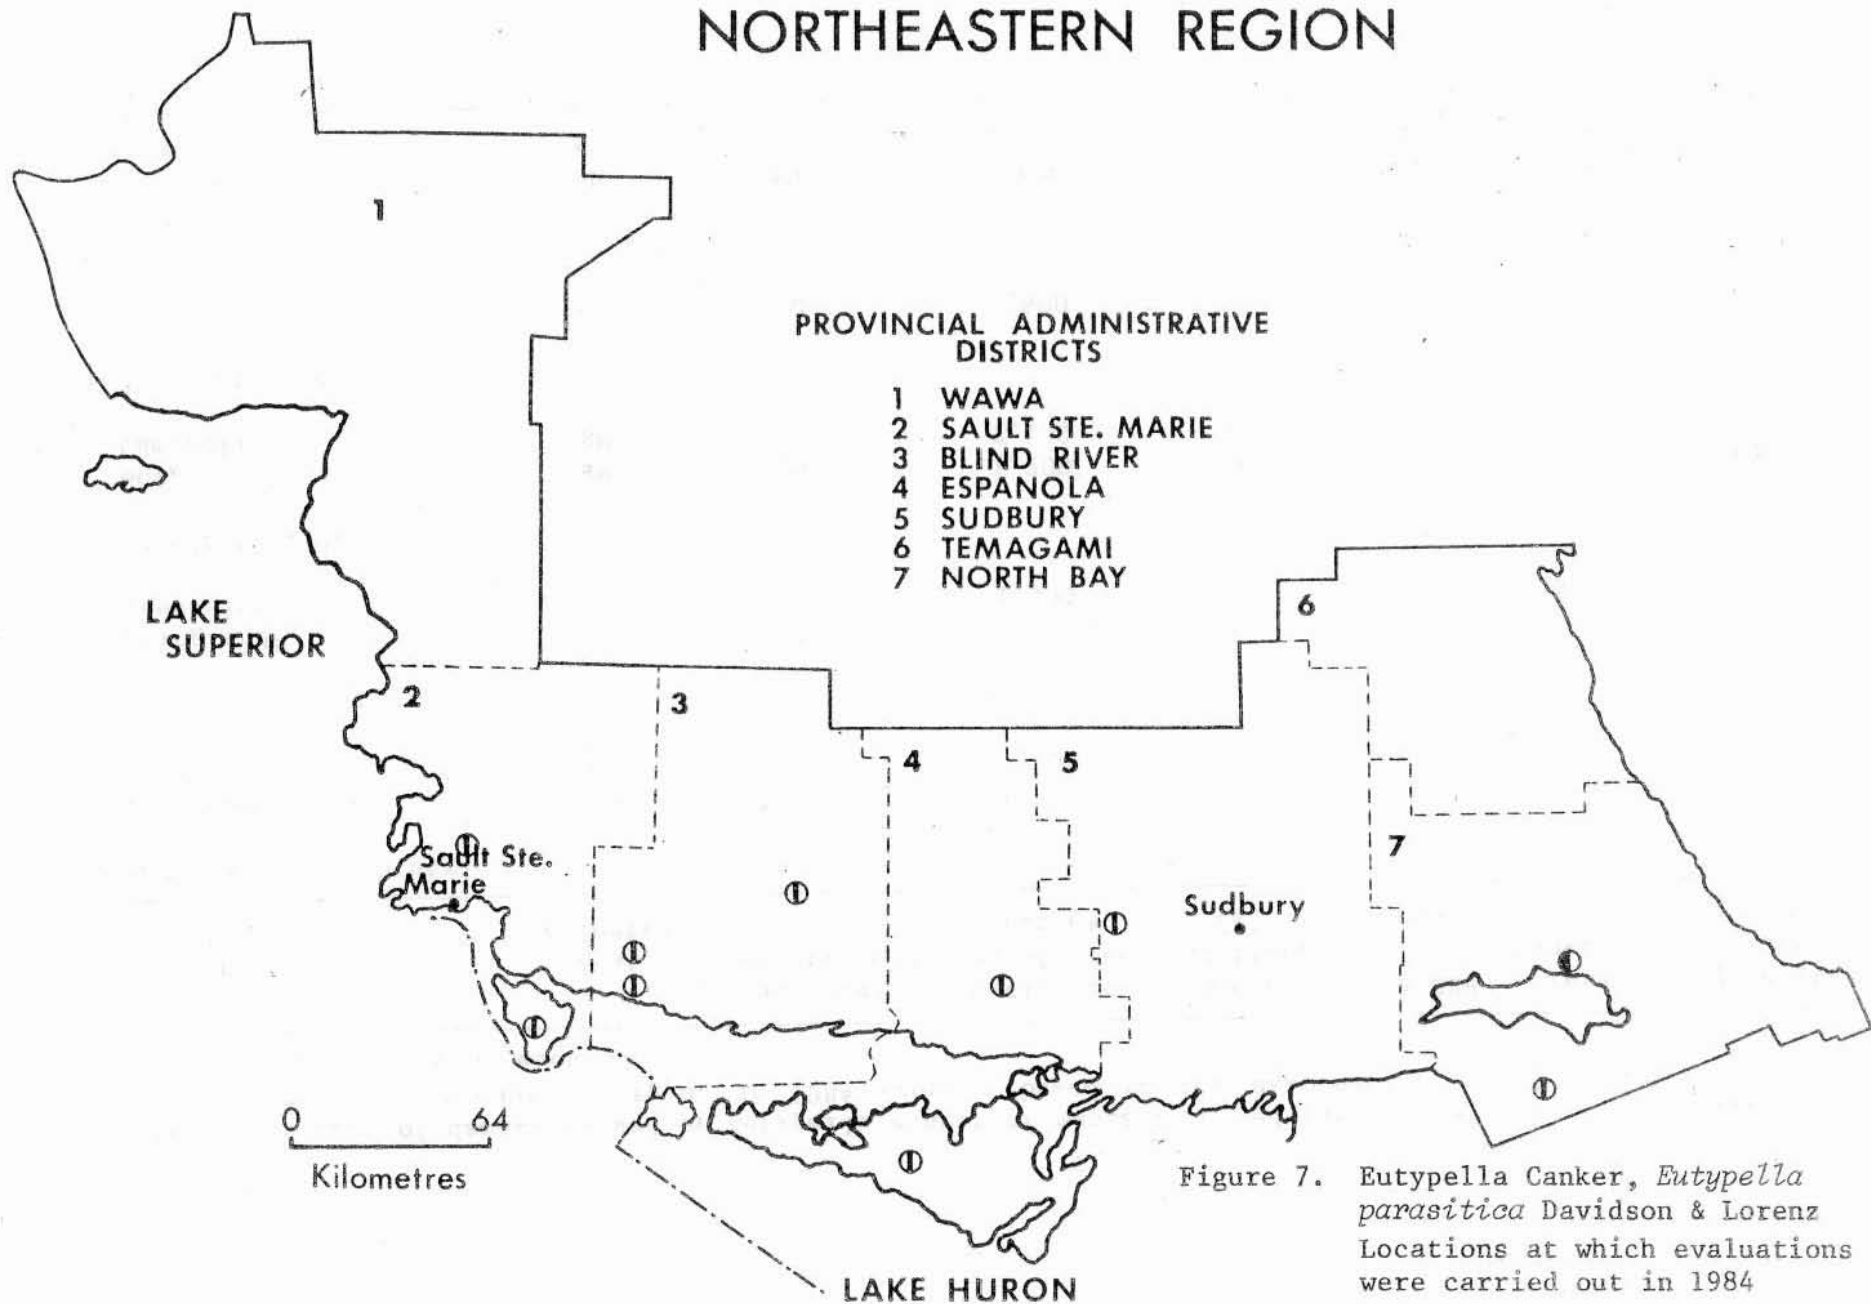 NORTHEASTERN REGION
1
PROVINCIAL ADMINISTRATIVE
DISTRICTS
1 WAWA
2 SAULT STE. MARIE
3 BLIND RIVER
4 ESPANOLA
5 SUDBURY
6 TEMAGAMI
7 NORTH BAY
6
LAKE
SUPERIOR
2
3
4
5
7
Sault Ste.
Marie
Sudbury
0 64
Kilometres
LAKE HURON
Figure 7. Eutypella Canker, Eutypella
parasitica Davidson & Lorenz
Locations at which evaluations
were carried out in 1984